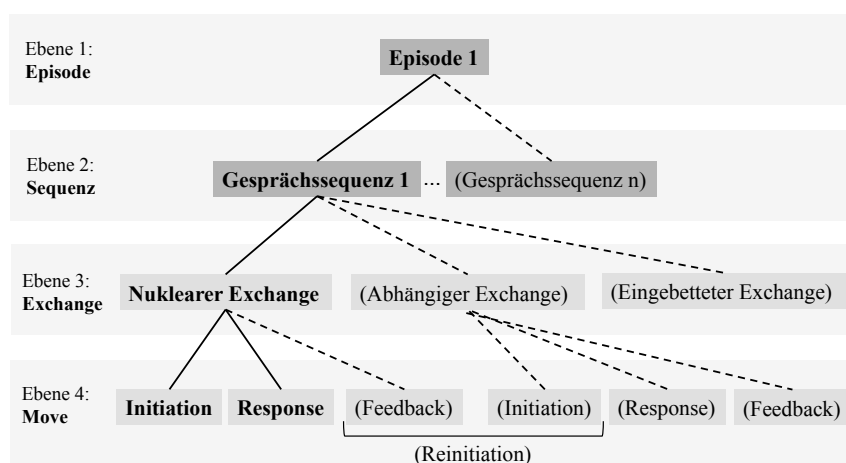 Ebene 1:
Episode
Episode 1
Ebene 2:
Sequenz
Gesprächssequenz 1 ... (Gesprächssequenz n)
Ebene 3:
Exchange
Nuklearer Exchange (Abhängiger Exchange) (Eingebetteter Exchange)
Ebene 4:
Move
Initiation Response (Feedback) (Initiation) (Response) (Feedback)
(Reinitiation)